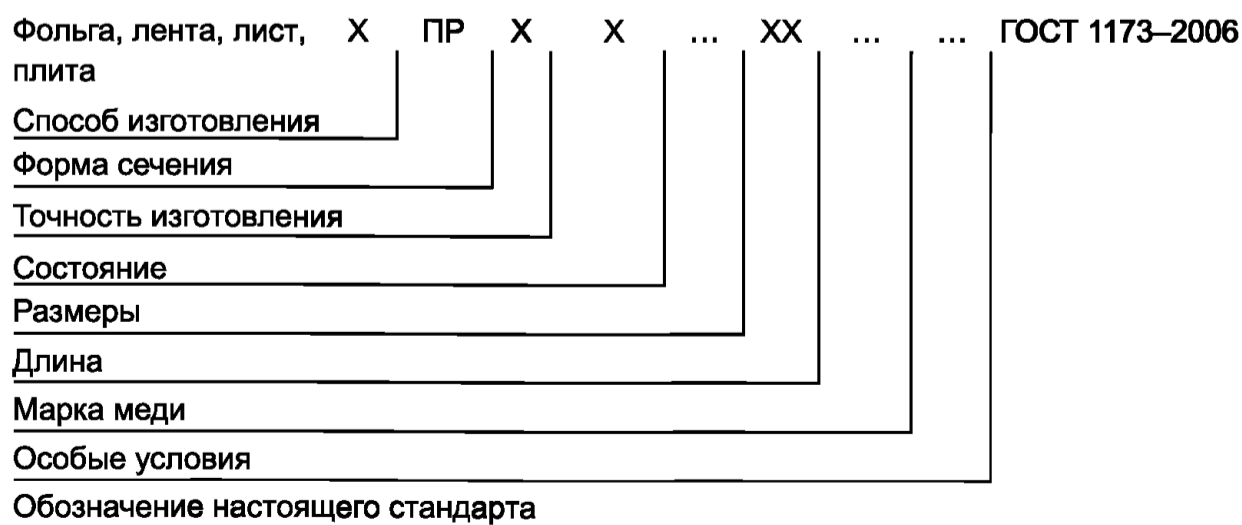 Фольга, лента, лист, Х ПР Х Х ... ХХ ... ... ГОСТ 1173–2006
плита
Способ изготовления
Форма сечения
Точность изготовления
Состояние
Размеры
Длина
Марка меди
Особые условия
Обозначение настоящего стандарта